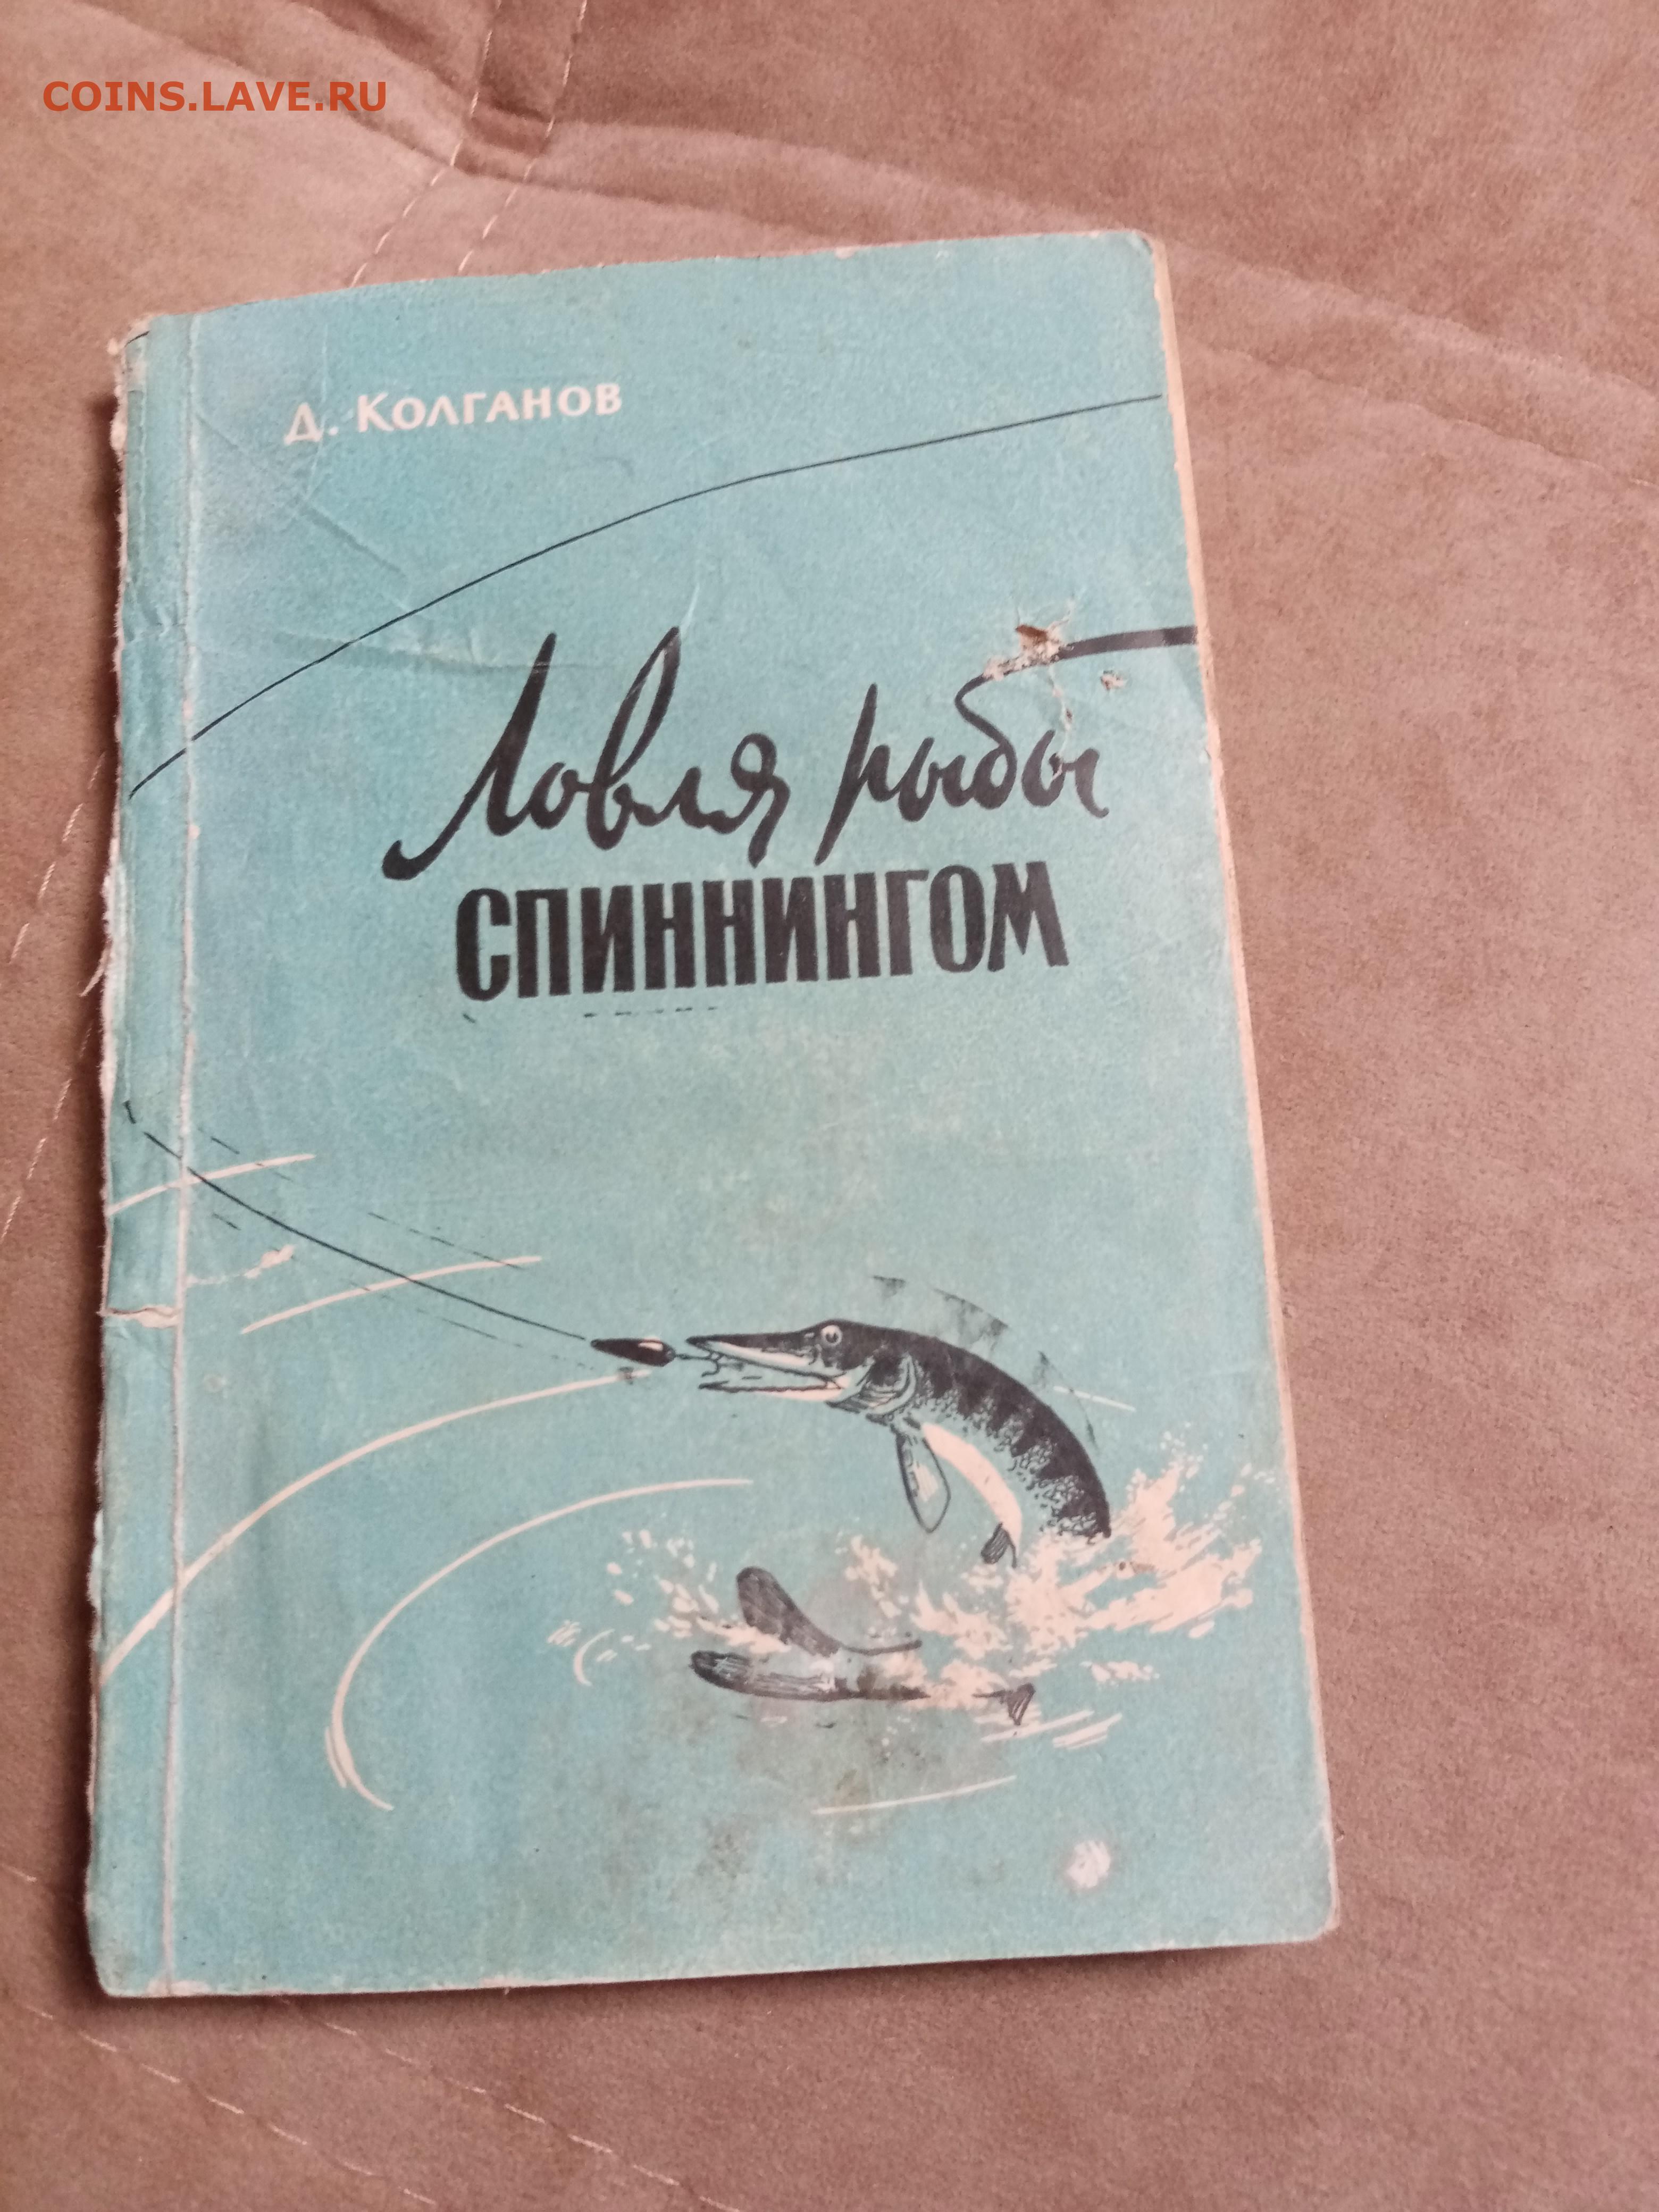 COINS.LAVE.RU
Д. Колганов
Ловля рыбы
спиннингом